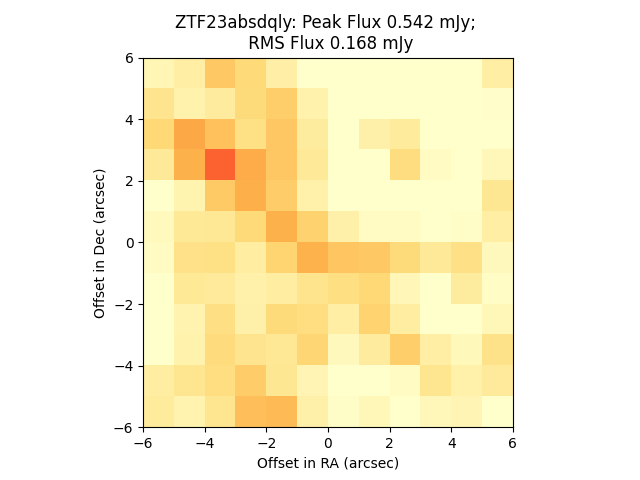 ZTF23absdqly: Peak Flux 0.542 mJy;
RMS Flux 0.168 mJy
6
4
2
0
−2
−4
−6
Offset in Dec (arcsec)
−6 −4 −2 0 2 4 6
Offset in RA (arcsec)